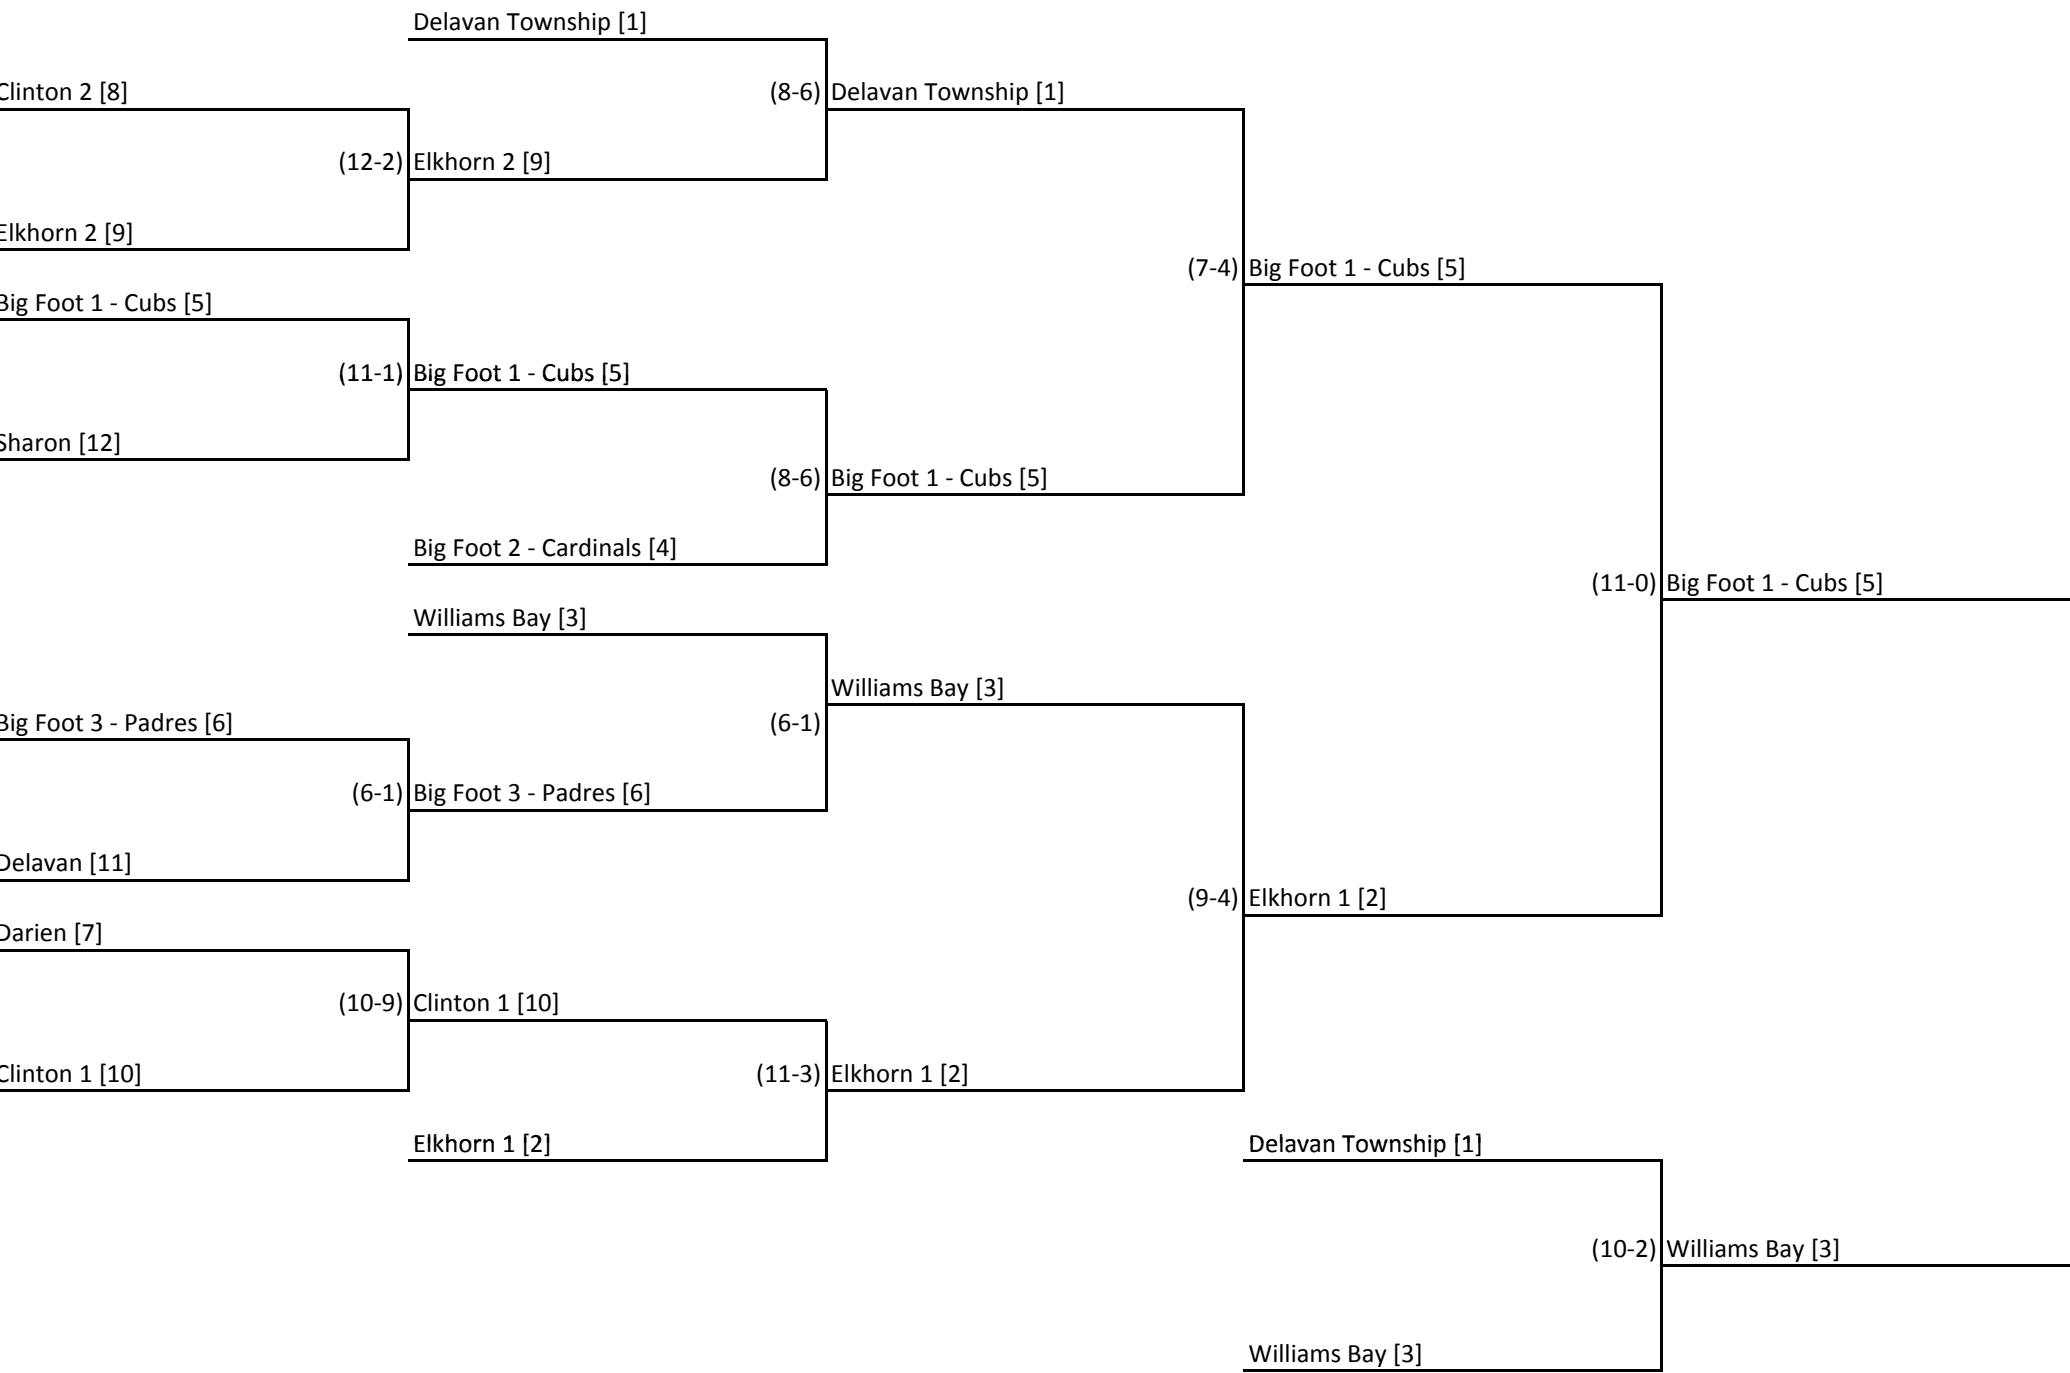 Delavan Township [1]
Clinton 2 [8]
(8-6) Delavan Township [1]
(12-2) Elkhorn 2 [9]
Elkhorn 2 [9]
(7-4) Big Foot 1 - Cubs [5]
Big Foot 1 - Cubs [5]
(11-1) Big Foot 1 - Cubs [5]
Sharon [12]
(8-6) Big Foot 1 - Cubs [5]
Big Foot 2 - Cardinals [4]
(11-0) Big Foot 1 - Cubs [5]
Williams Bay [3]
Williams Bay [3]
Big Foot 3 - Padres [6]
(6-1)
(6-1) Big Foot 3 - Padres [6]
Delavan [11]
(9-4) Elkhorn 1 [2]
Darien [7]
(10-9) Clinton 1 [10]
Clinton 1 [10]
(11-3) Elkhorn 1 [2]
Elkhorn 1 [2]
Delavan Township [1]
(10-2) Williams Bay [3]
Williams Bay [3]